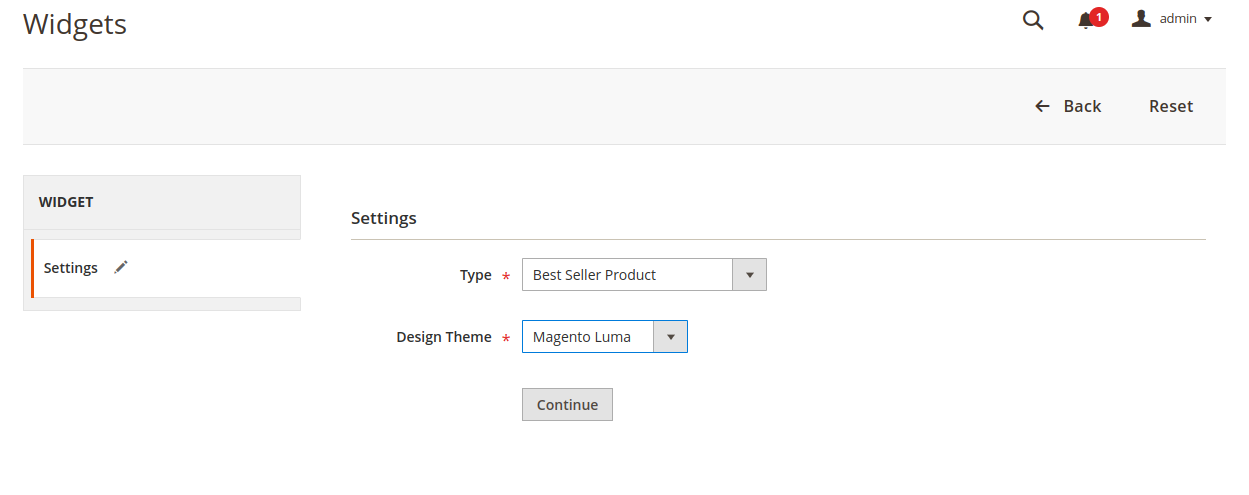 Widgets
1
admin
Back
Reset
WIDGET
Settings
Settings
Type *
Best Seller Product
Design Theme *
Magento Luma
Continue